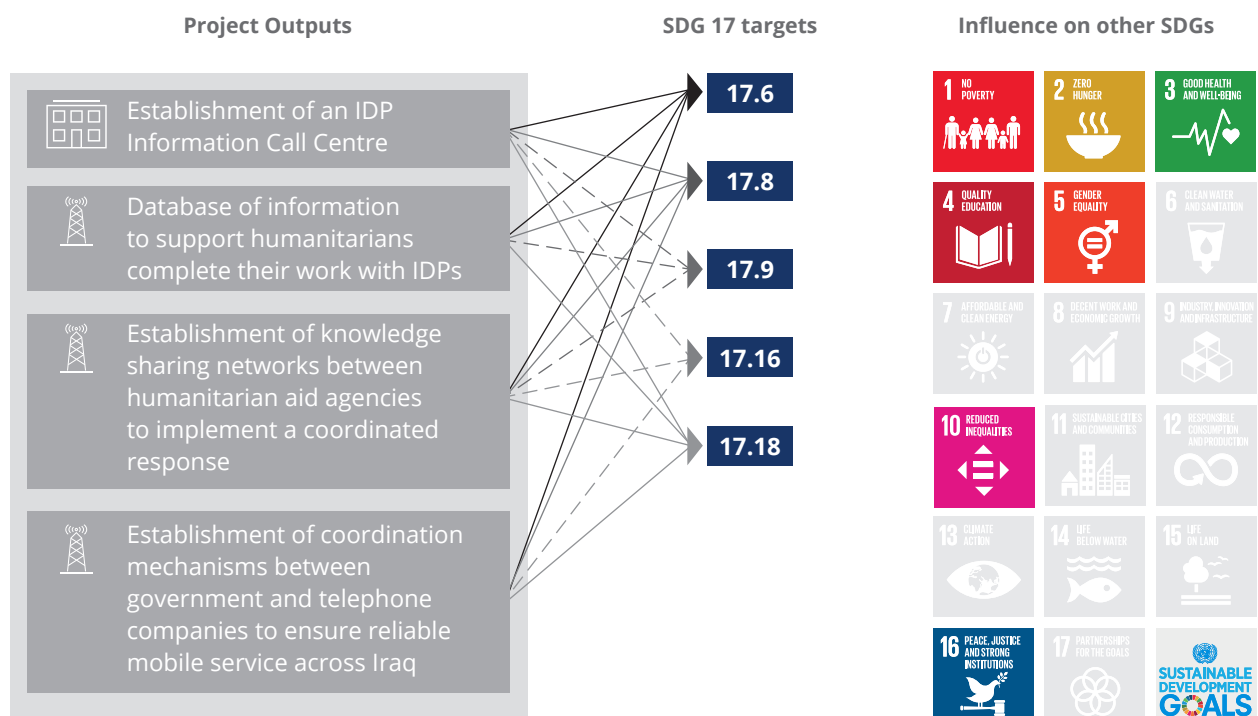 Project Outputs
SDG 17 targets
Influence on other SDGs
Establishment of an IDP
Information Call Centre
Database of information
to support humanitarians
complete their work with IDPs
Establishment of knowledge
sharing networks between
humanitarian aid agencies
to implement a coordinated
response
Establishment of coordination
mechanisms between
government and telephone
companies to ensure reliable
mobile service across Iraq
17.6
17.8
17.9
17.16
17.18
1 NO
POVERTY
2 ZERO
HUNGER
3 GOOD HEALTH
AND WELL-BEING
4 QUALITY
EDUCATION
5 GENDER
EQUALITY
6 CLEAN WATER
AND SANITATION
7 AFFORDABLE AND
CLEAN ENERGY
8 DECENT WORK AND
ECONOMIC GROWTH
9 INDUSTRY, INNOVATION
AND INFRASTRUCTURE
10 REDUCED
INEQUALITIES
11 SUSTAINABLE CITIES
AND COMMUNITIES
12 RESPONSIBLE
CONSUMPTION
AND PRODUCTION
13 CLIMATE
ACTION
14 LIFE
BELOW WATER
15 LIFE
ON LAND
16 PEACE, JUSTICE
AND STRONG
INSTITUTIONS
17 PARTNERSHIPS
FOR THE GOALS
SUSTAINABLE
DEVELOPMENT
GOALS